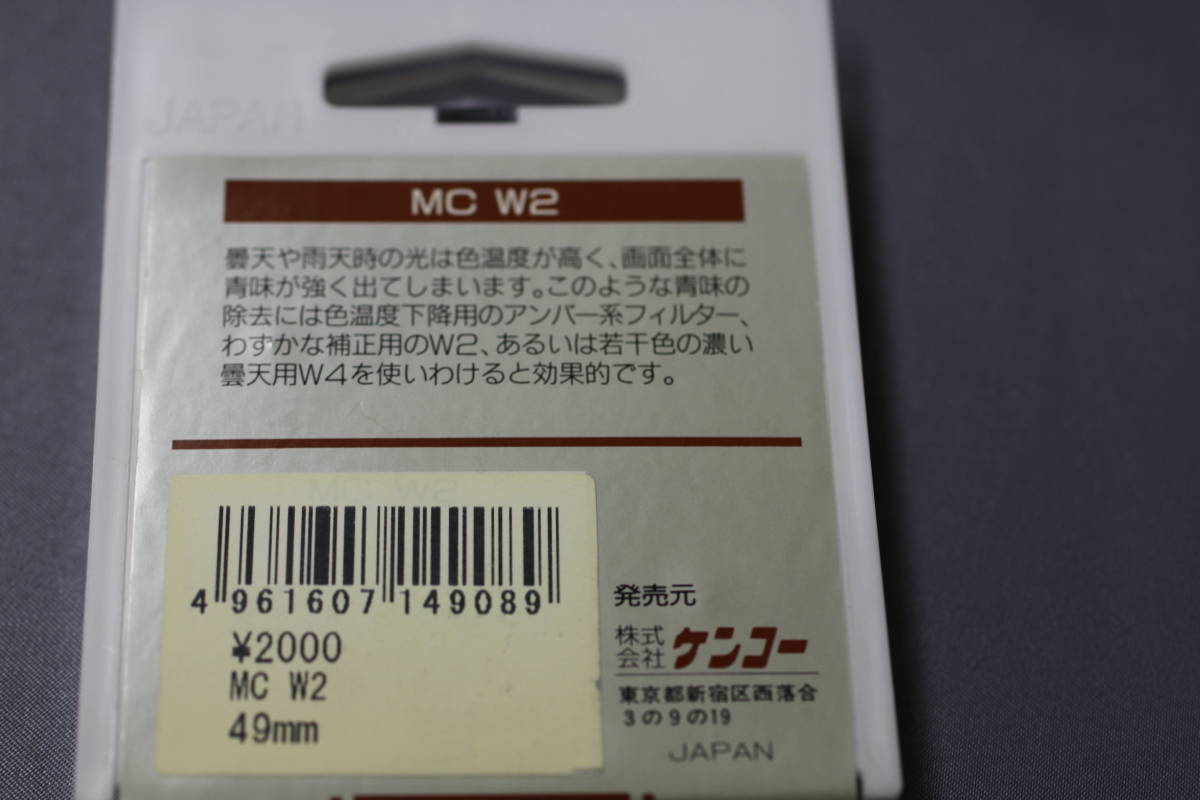 JAPAN
MC W2
曇天や雨天時の光は色温度が高く、画面全体に
青味が強く出てしまいます。このような青味の
除去には色温度下降用のアンバー系フィルター、
わずかな補正用のW2、あるいは若干色の濃い
曇天用W4を使いわけると効果的です。
MC W2
4 961607 149089
¥2000
MC W2
49mm
発売元
株式会社 ケンコー
東京都新宿区西落合
3の9の19
JAPAN